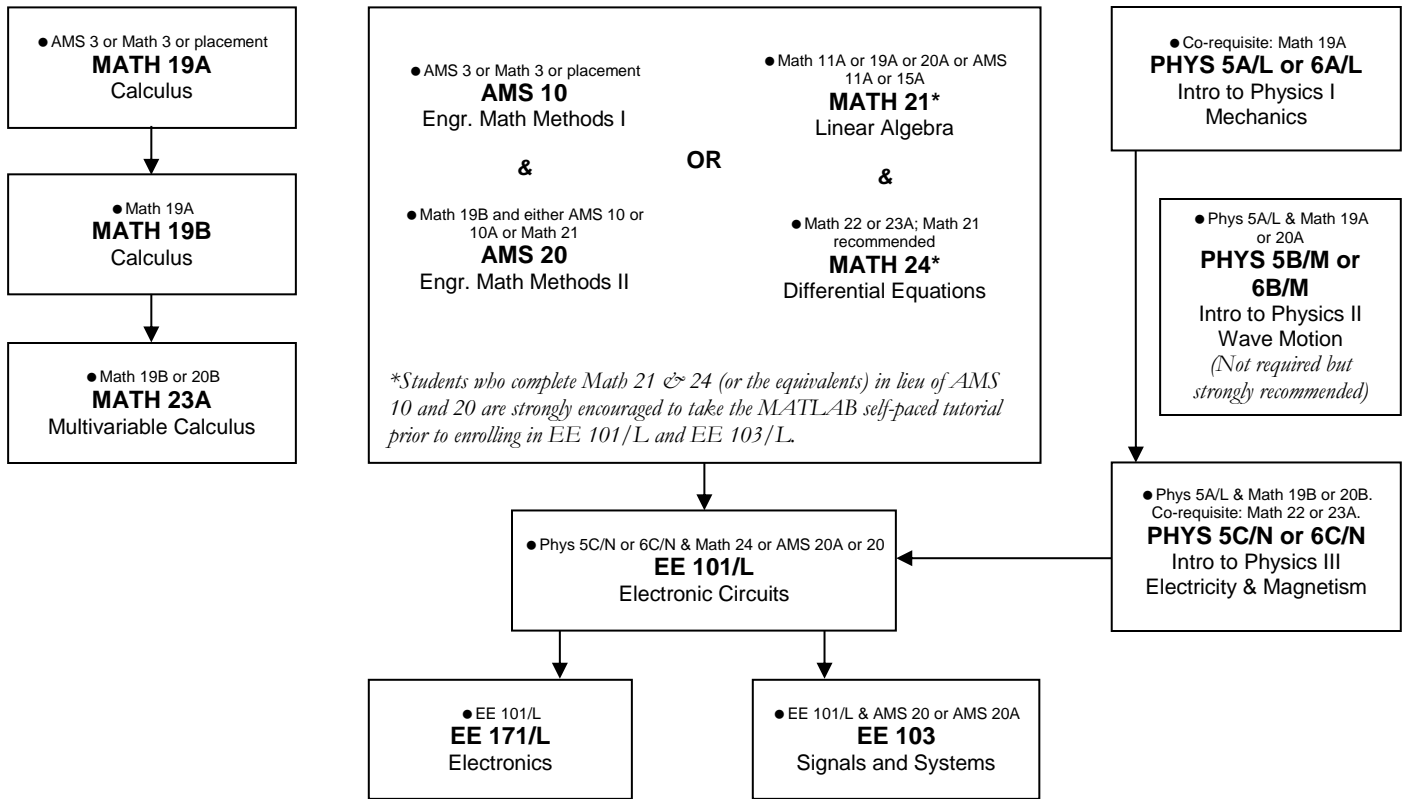 ● AMS 3 or Math 3 or placement
MATH 19A
Calculus
● Math 19A
MATH 19B
Calculus
● Math 19B or 20B
MATH 23A
Multivariable Calculus
● AMS 3 or Math 3 or placement
AMS 10
Engr. Math Methods I
&
● Math 19B and either AMS 10 or
10A or Math 21
AMS 20
Engr. Math Methods II
OR
● Math 11A or 19A or 20A or AMS
11A or 15A
MATH 21*
Linear Algebra
&
● Math 22 or 23A; Math 21
recommended
MATH 24*
Differential Equations
*Students who complete Math 21 & 24 (or the equivalents) in lieu of AMS
10 and 20 are strongly encouraged to take the MATLAB self-paced tutorial
prior to enrolling in EE 101/L and EE 103/L.
● Co-requisite: Math 19A
PHYS 5A/L or 6A/L
Intro to Physics I
Mechanics
● Phys 5A/L & Math 19A
or 20A
PHYS 5B/M or
6B/M
Intro to Physics II
Wave Motion
(Not required but
strongly recommended)
● Phys 5A/L & Math 19B or 20B.
Co-requisite: Math 22 or 23A.
PHYS 5C/N or 6C/N
Intro to Physics III
Electricity & Magnetism
● Phys 5C/N or 6C/N & Math 24 or AMS 20A or 20
EE 101/L
Electronic Circuits
● EE 101/L
EE 171/L
Electronics
● EE 101/L & AMS 20 or AMS 20A
EE 103
Signals and Systems